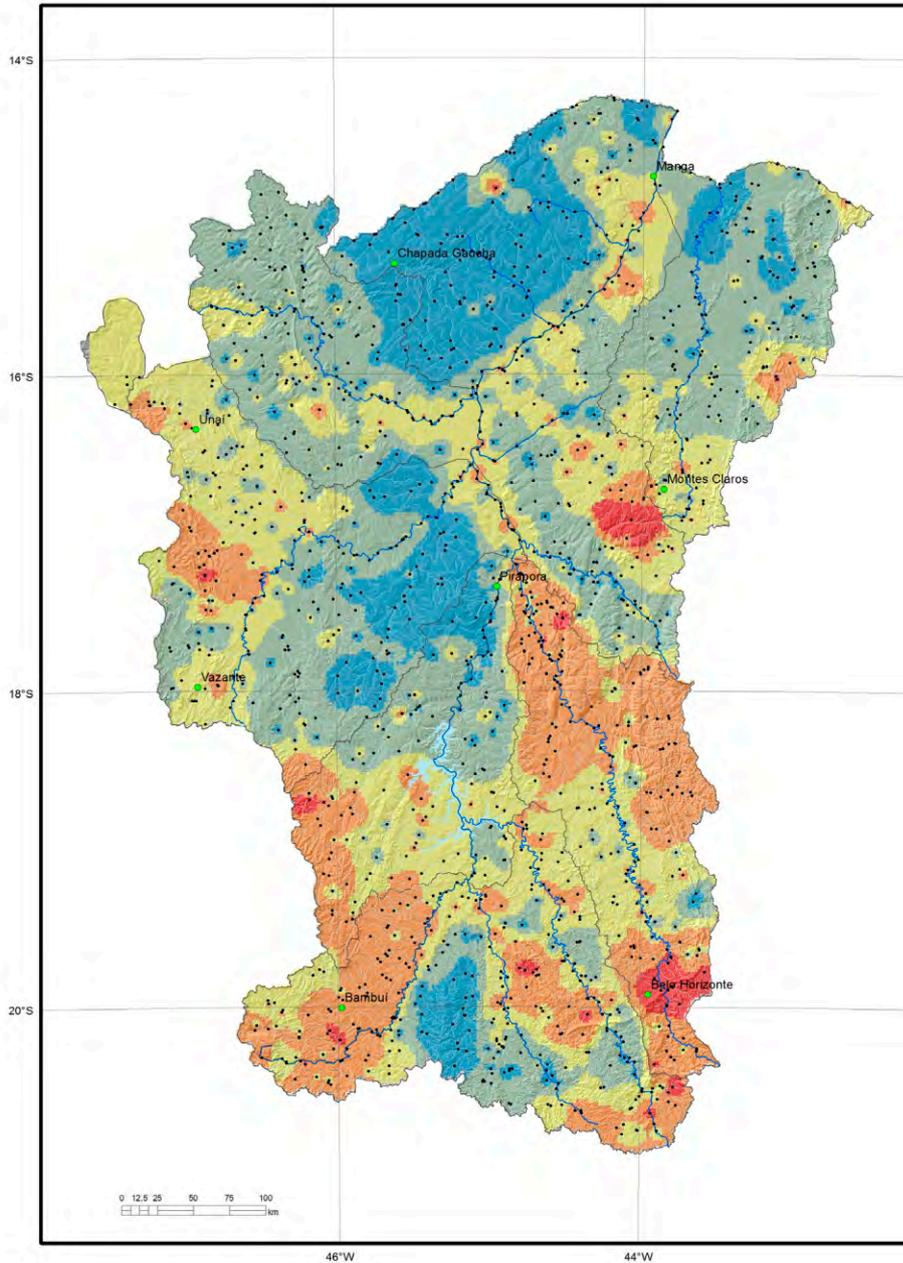 14°S
Manga
Chapada Gaúcha
16°S
Unaí
Montes Claros
Pirapora
18°S
Vazante
Belo Horizonte
20°S
Bambuí
0 12.5 25 50 75 100
km
46°W 44°W